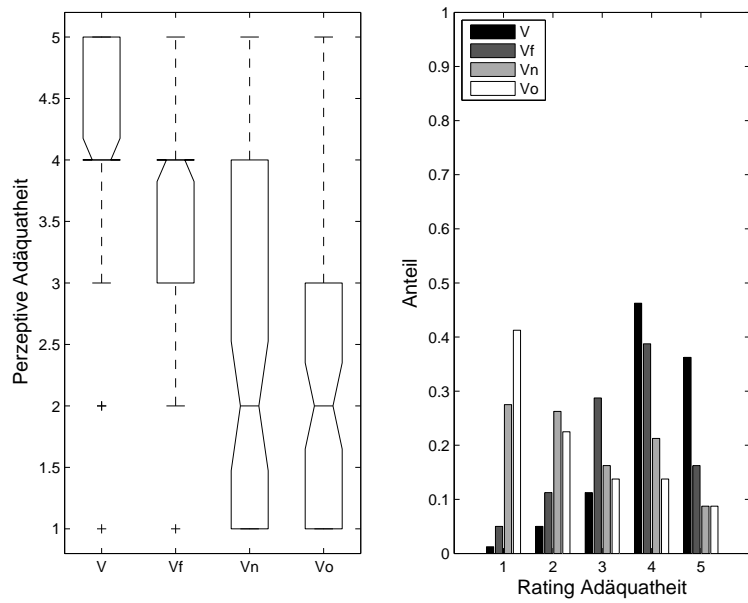 5
4.5
4
3.5
3
2.5
2
1.5
1
Perzeptive Adäquatheit
V Vf Vn Vo
1
0.9
0.8
0.7
0.6
0.5
0.4
0.3
0.2
0.1
0
Anteil
V
Vf
Vn
Vo
1 2 3 4 5
Rating Adäquatheit